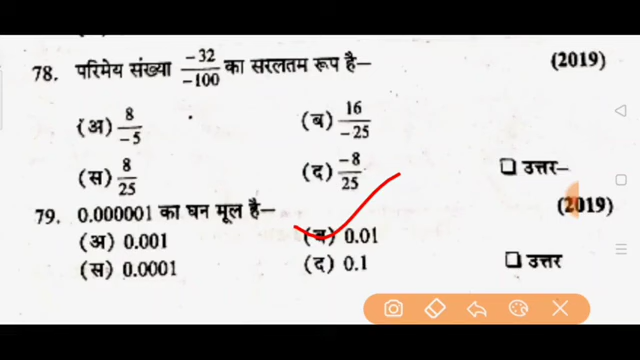 78. परिमेय संख्या -32/-100 का सरलतम रूप है– (2019)
(अ) 8/-5 (ब) 16/-25
(स) 8/25 (द) -8/25 ❑ उत्तर–
79. 0.000001 का घन मूल है– (2019)
(अ) 0.001 (ब) 0.01
(स) 0.0001 (द) 0.1 ❑ उत्तर